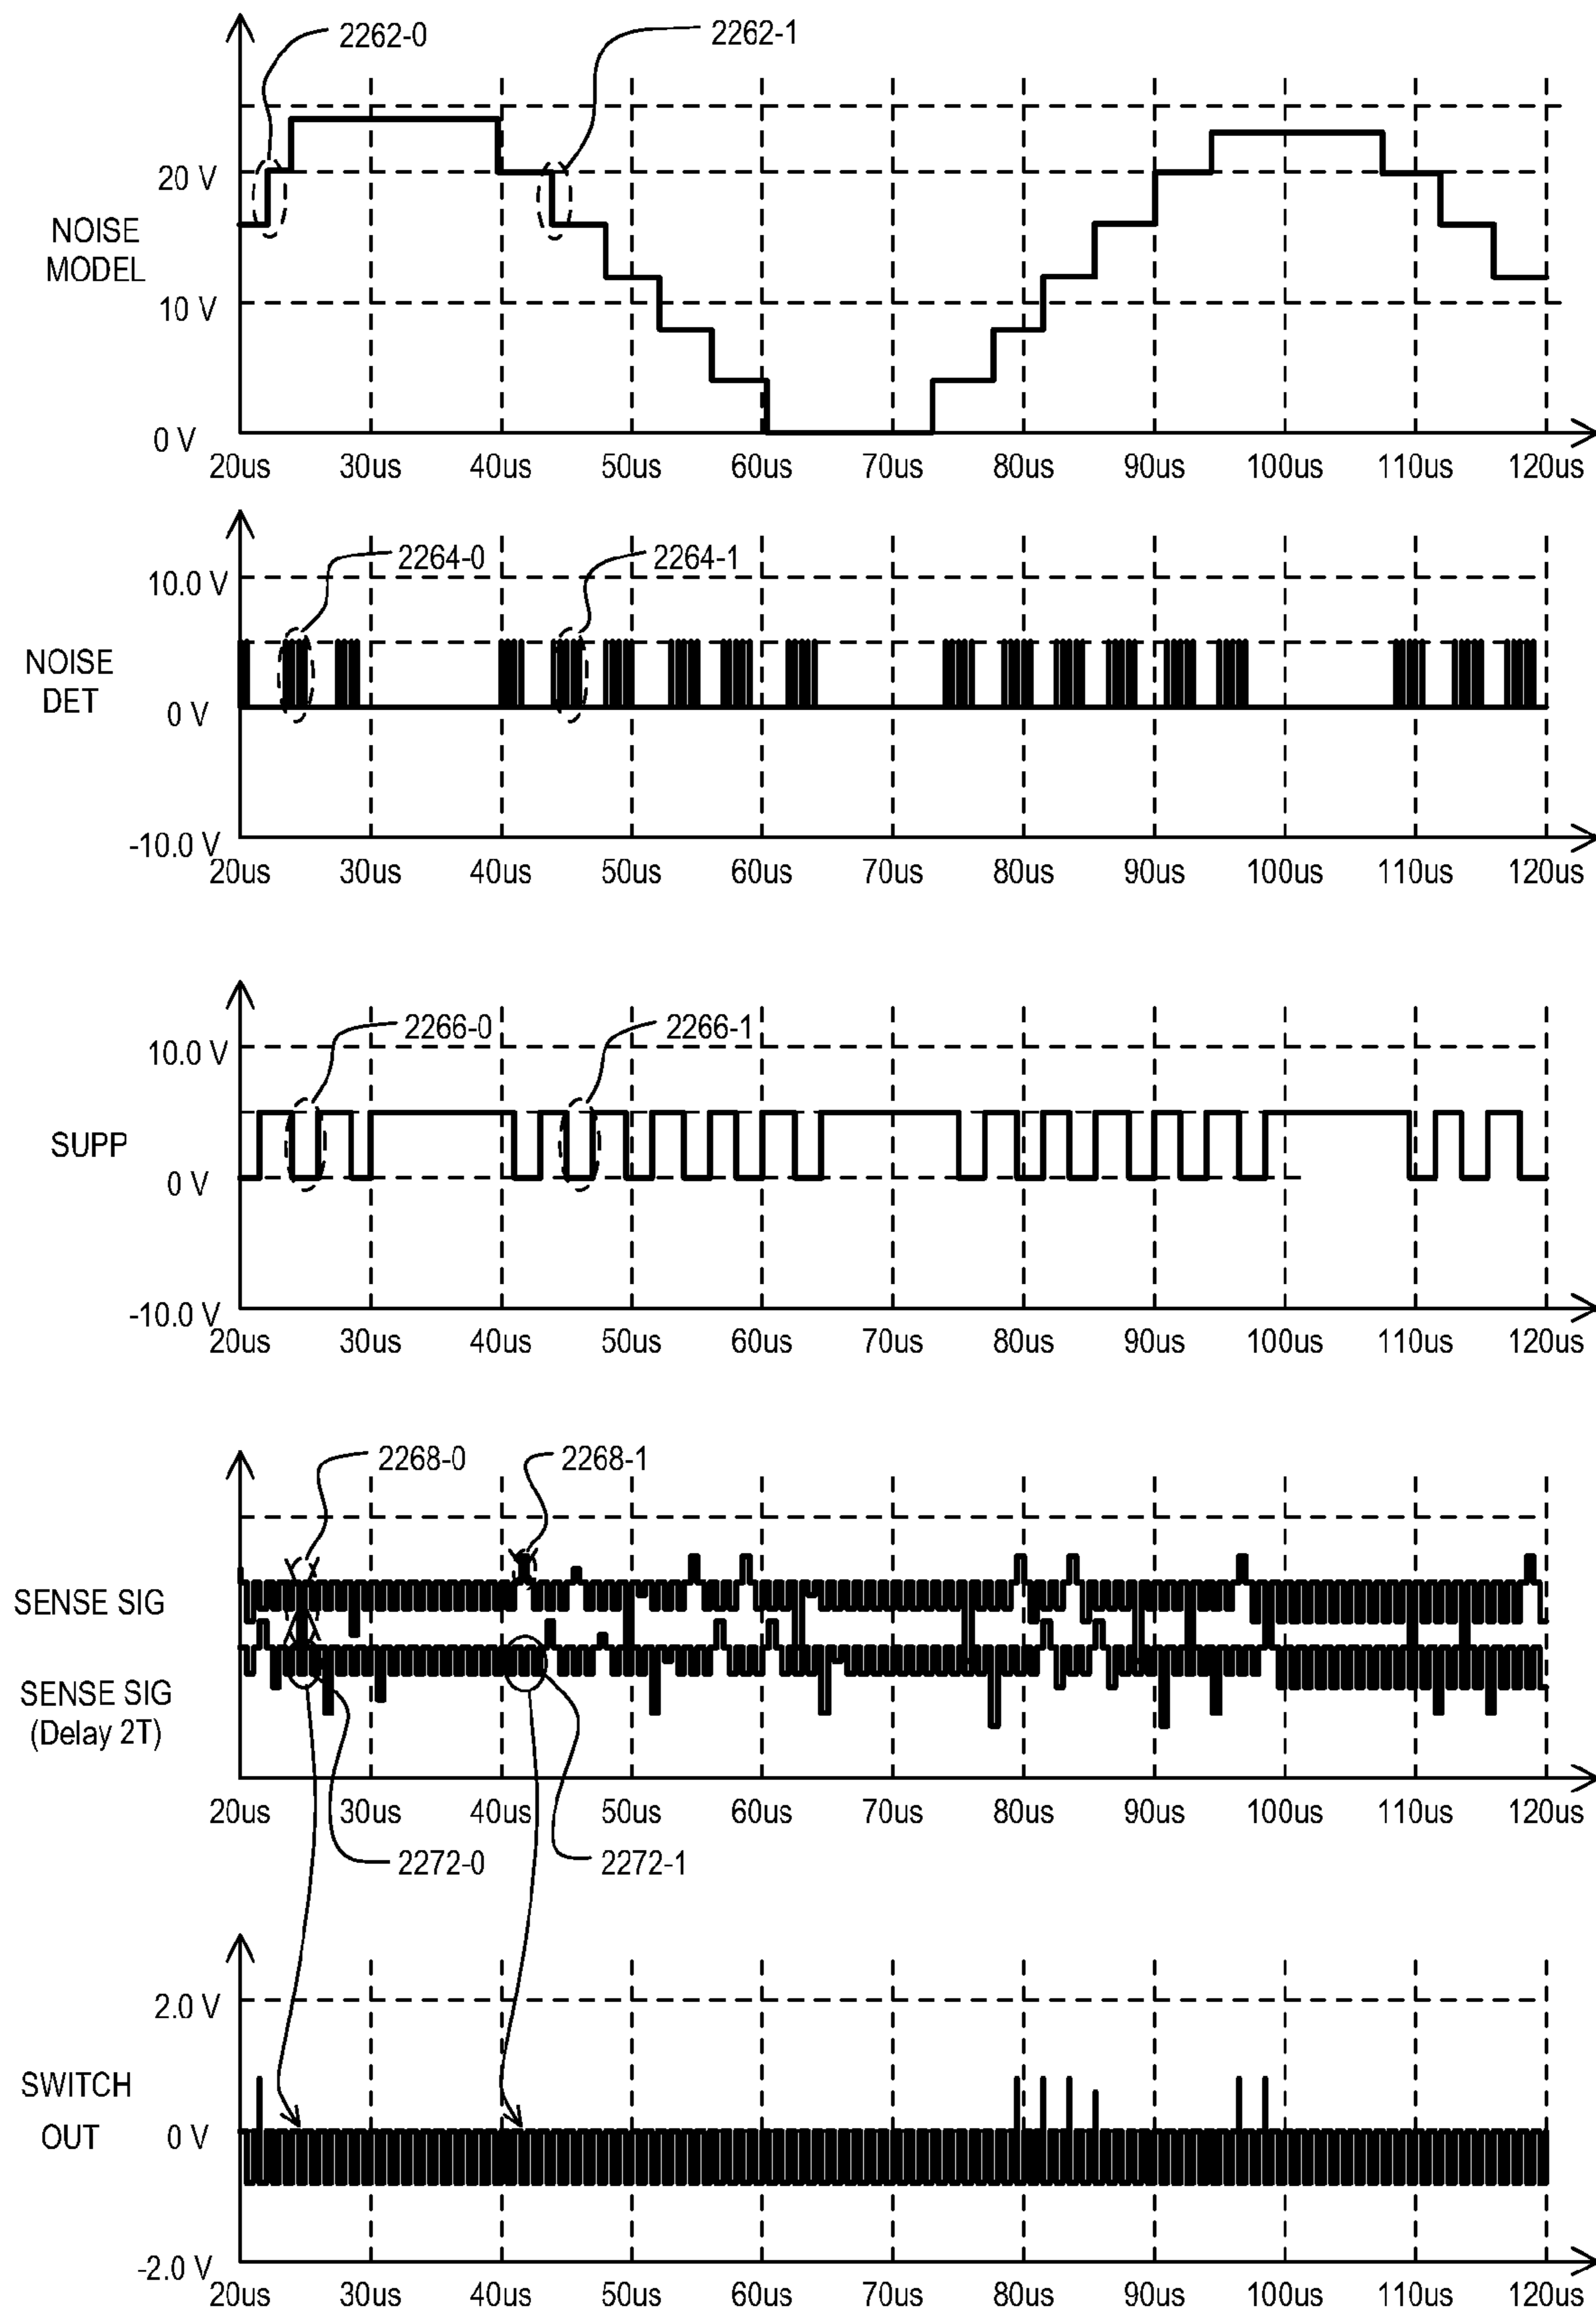 2262-0
2262-1
20 V
NOISE
MODEL
10 V
0 V
20us 30us 40us 50us 60us 70us 80us 90us 100us 110us 120us
2264-0
2264-1
10.0 V
NOISE
DET
0 V
-10.0 V
20us 30us 40us 50us 60us 70us 80us 90us 100us 110us 120us
2266-0
2266-1
10.0 V
SUPP
0 V
-10.0 V
20us 30us 40us 50us 60us 70us 80us 90us 100us 110us 120us
2268-0
2268-1
SENSE SIG
SENSE SIG
(Delay 2T)
20us 30us 40us 50us 60us 70us 80us 90us 100us 110us 120us
2272-0
2272-1
2.0 V
SWITCH
OUT
0 V
-2.0 V
20us 30us 40us 50us 60us 70us 80us 90us 100us 110us 120us